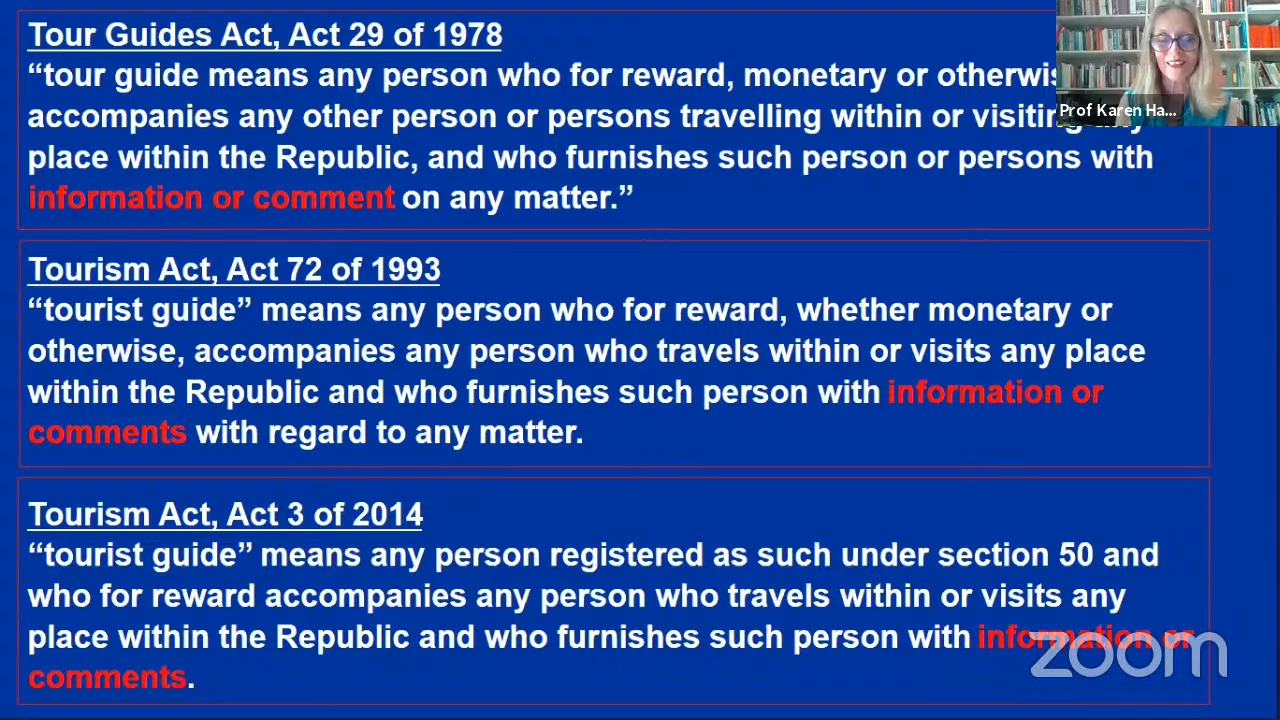 Tour Guides Act, Act 29 of 1978
“tour guide means any person who for reward, monetary or otherwis
accompanies any other person or persons travelling within or visiting any
place within the Republic, and who furnishes such person or persons with
information or comment on any matter.”
Prof Karen Ha...
Tourism Act, Act 72 of 1993
“tourist guide” means any person who for reward, whether monetary or
otherwise, accompanies any person who travels within or visits any place
within the Republic and who furnishes such person with information or
comments with regard to any matter.
Tourism Act, Act 3 of 2014
“tourist guide” means any person registered as such under section 50 and
who for reward accompanies any person who travels within or visits any
place within the Republic and who furnishes such person with information or
comments.
zoom